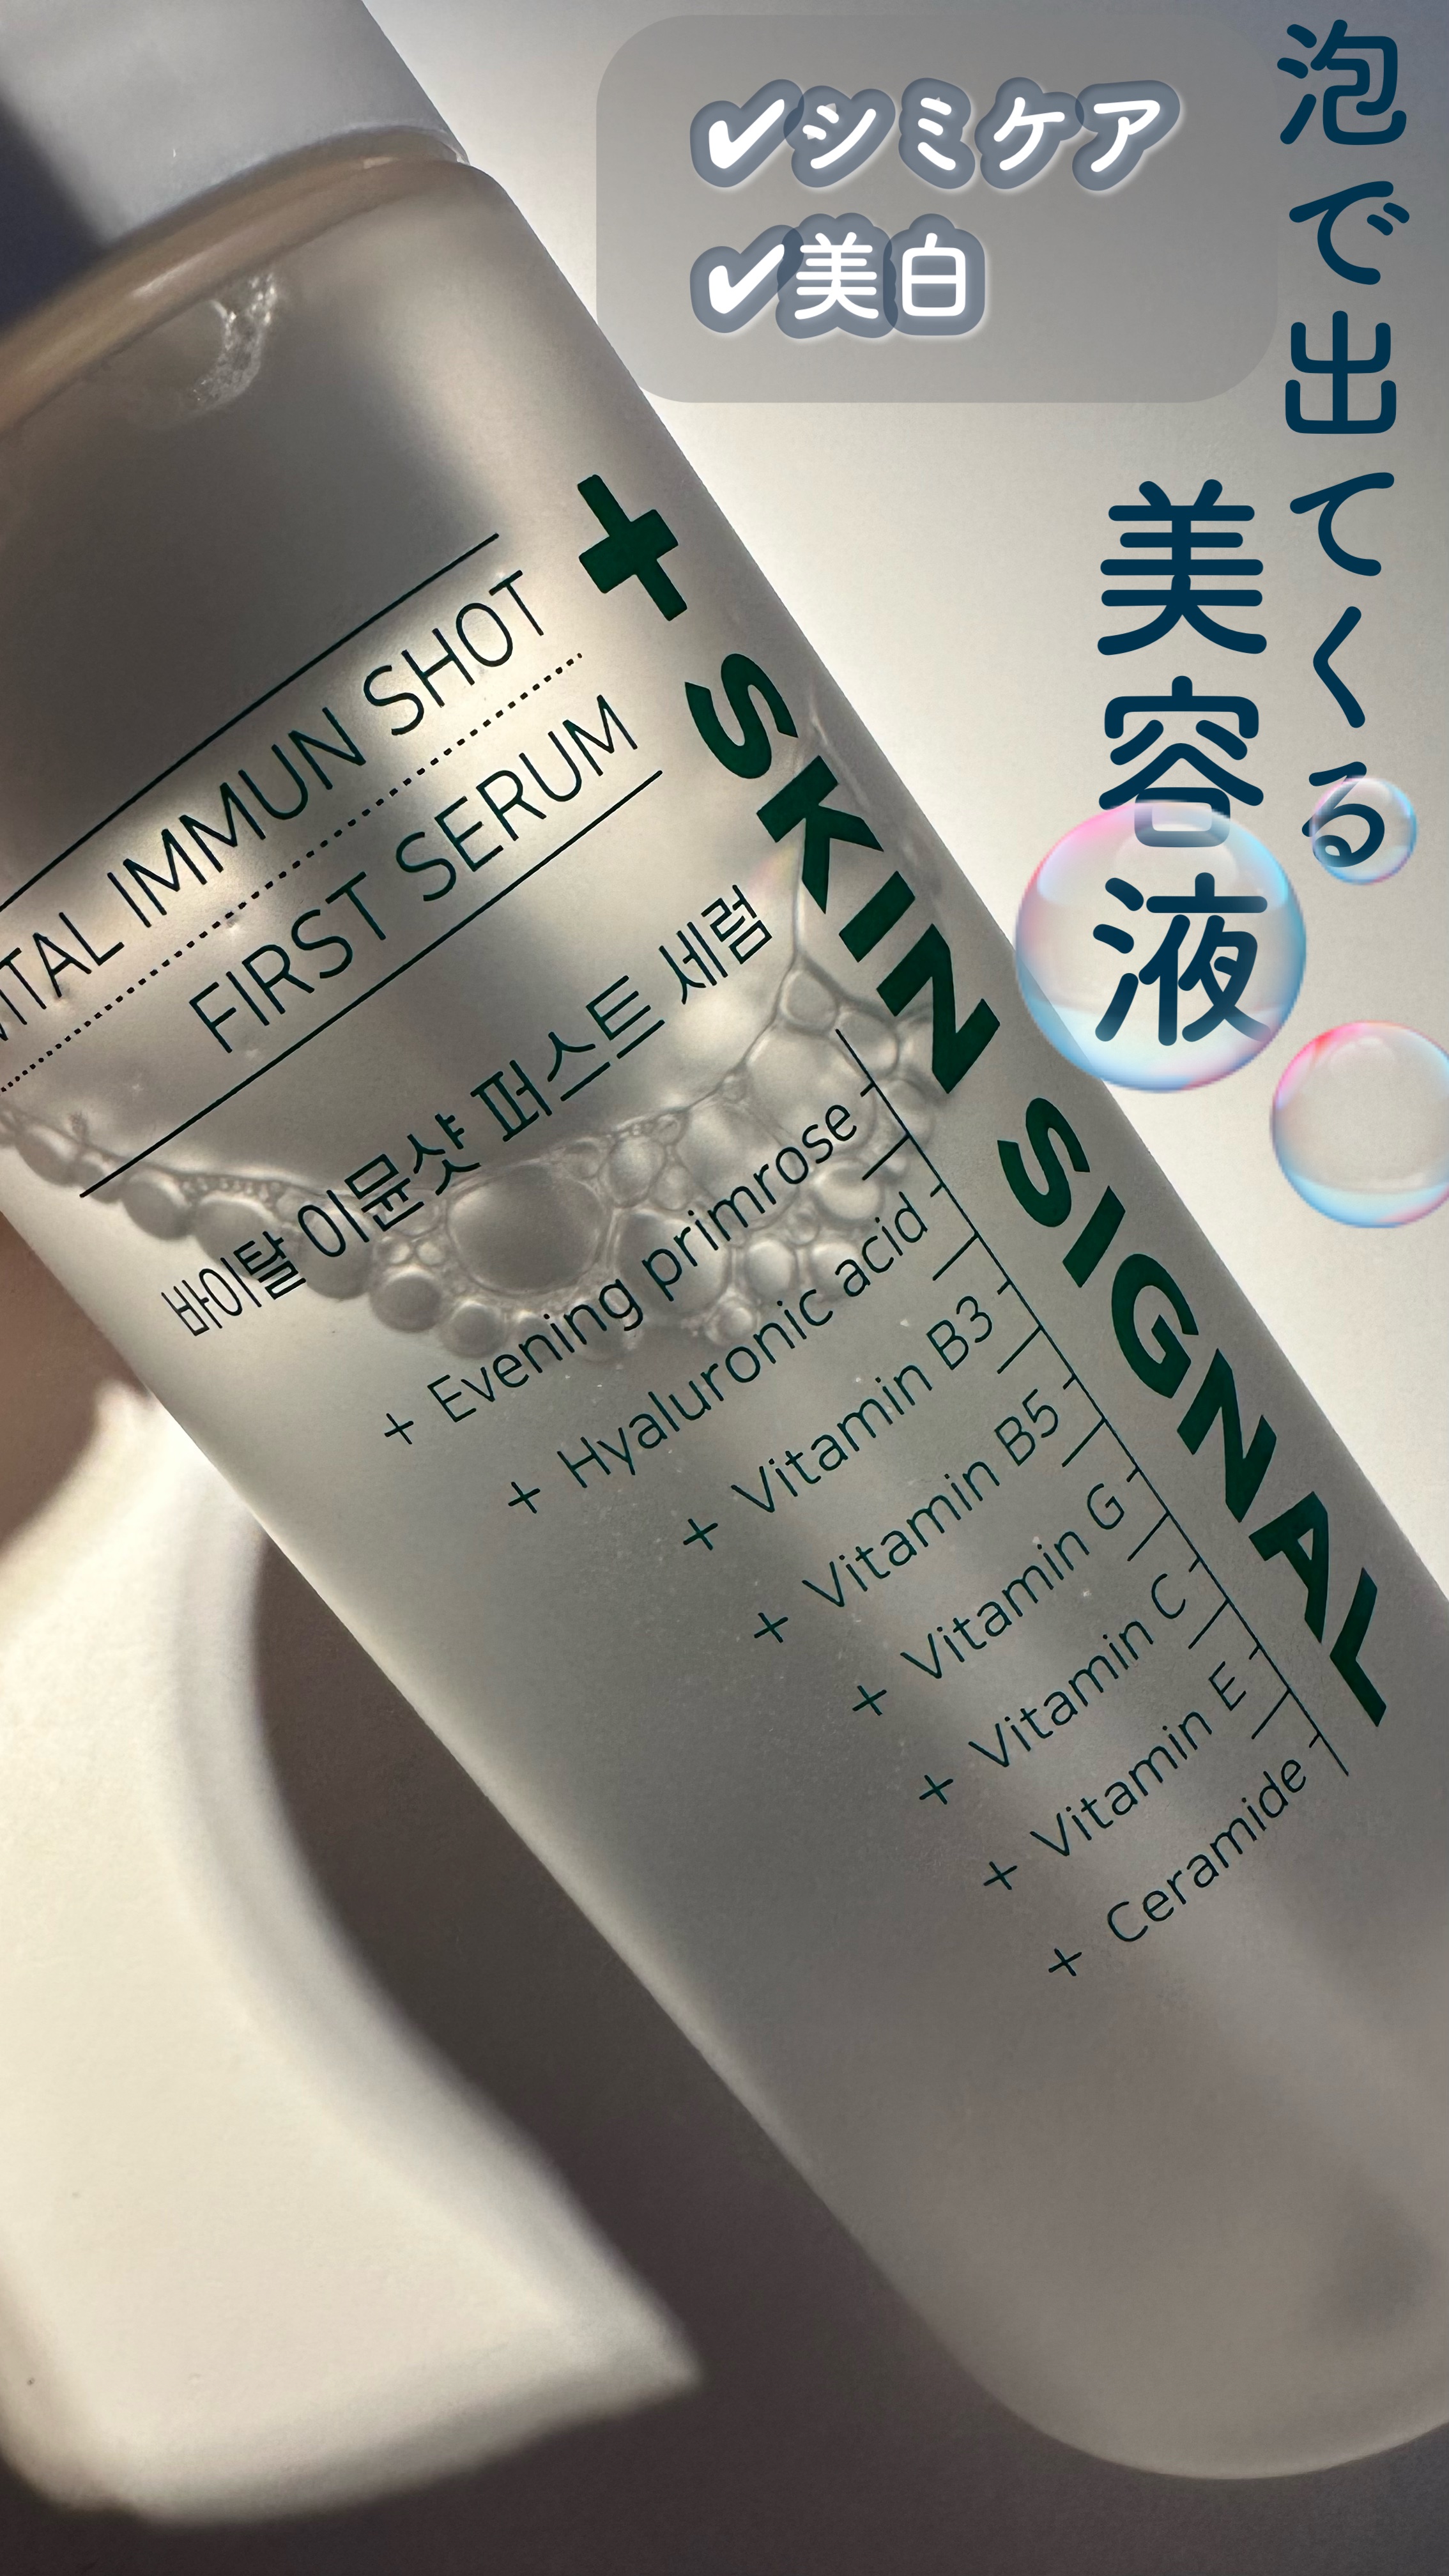 泡で出てくる
美容液
✔シミケア
✔美白
+ SKIN SIGNAL
VITAL IMMUN SHOT
FIRST SERUM
바이탈 이뮨샷 퍼스트 세럼
+ Evening primrose
+ Hyaluronic acid
+ Vitamin B3
+ Vitamin B5
+ Vitamin G
+ Vitamin C
+ Vitamin E
+ Ceramide